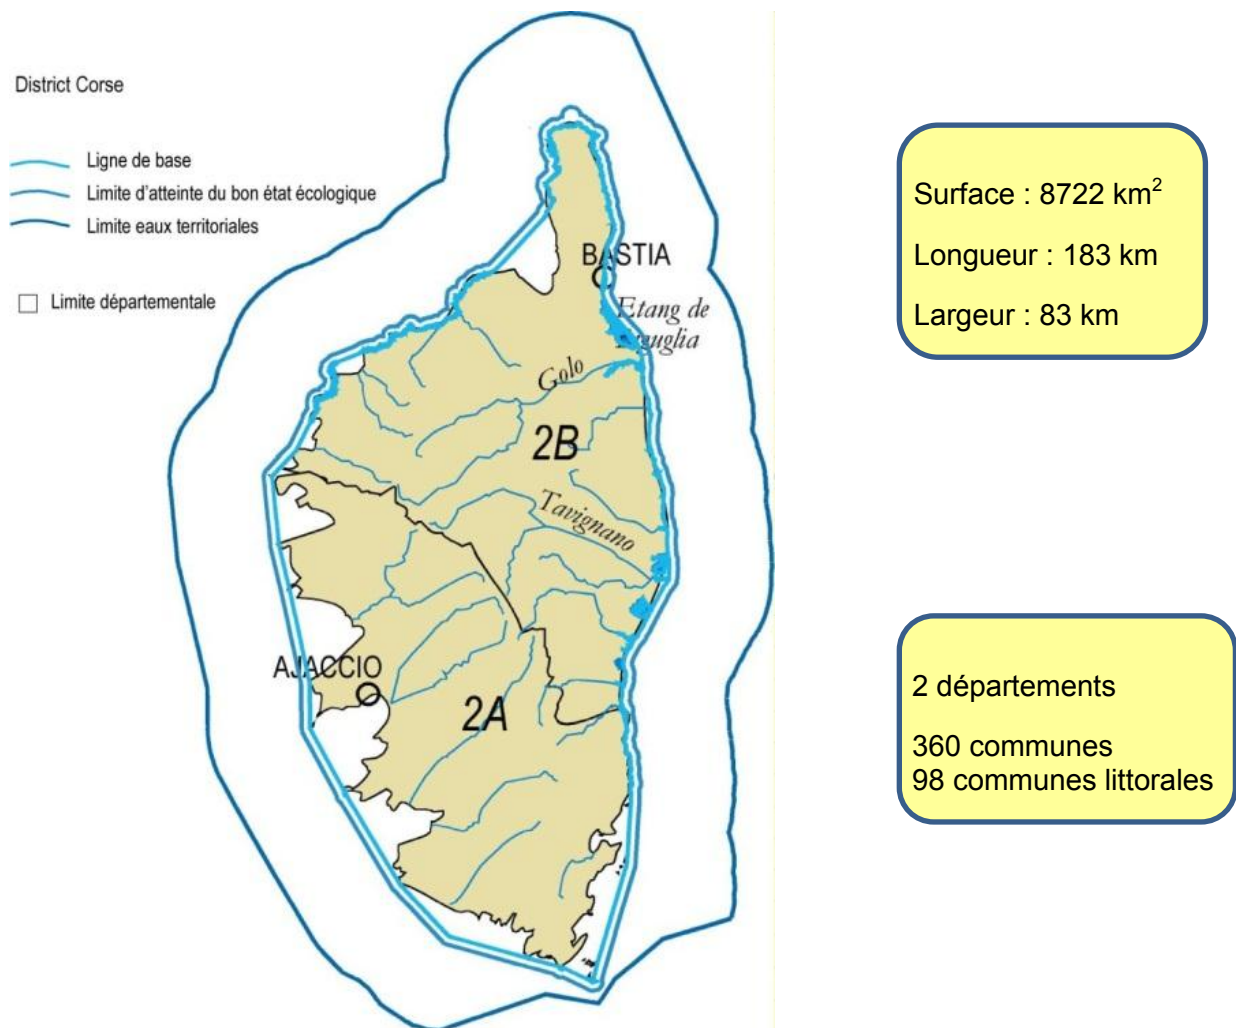 District Corse
Ligne de base
Limite d'atteinte du bon état écologique
Limite eaux territoriales
Limite départementale
BASTIA
Etang de
Biguglia
Golo
2B
Tavignano
AJACCIO
2A
Surface : 8722 km²
Longueur : 183 km
Largeur : 83 km
2 départements
360 communes
98 communes littorales